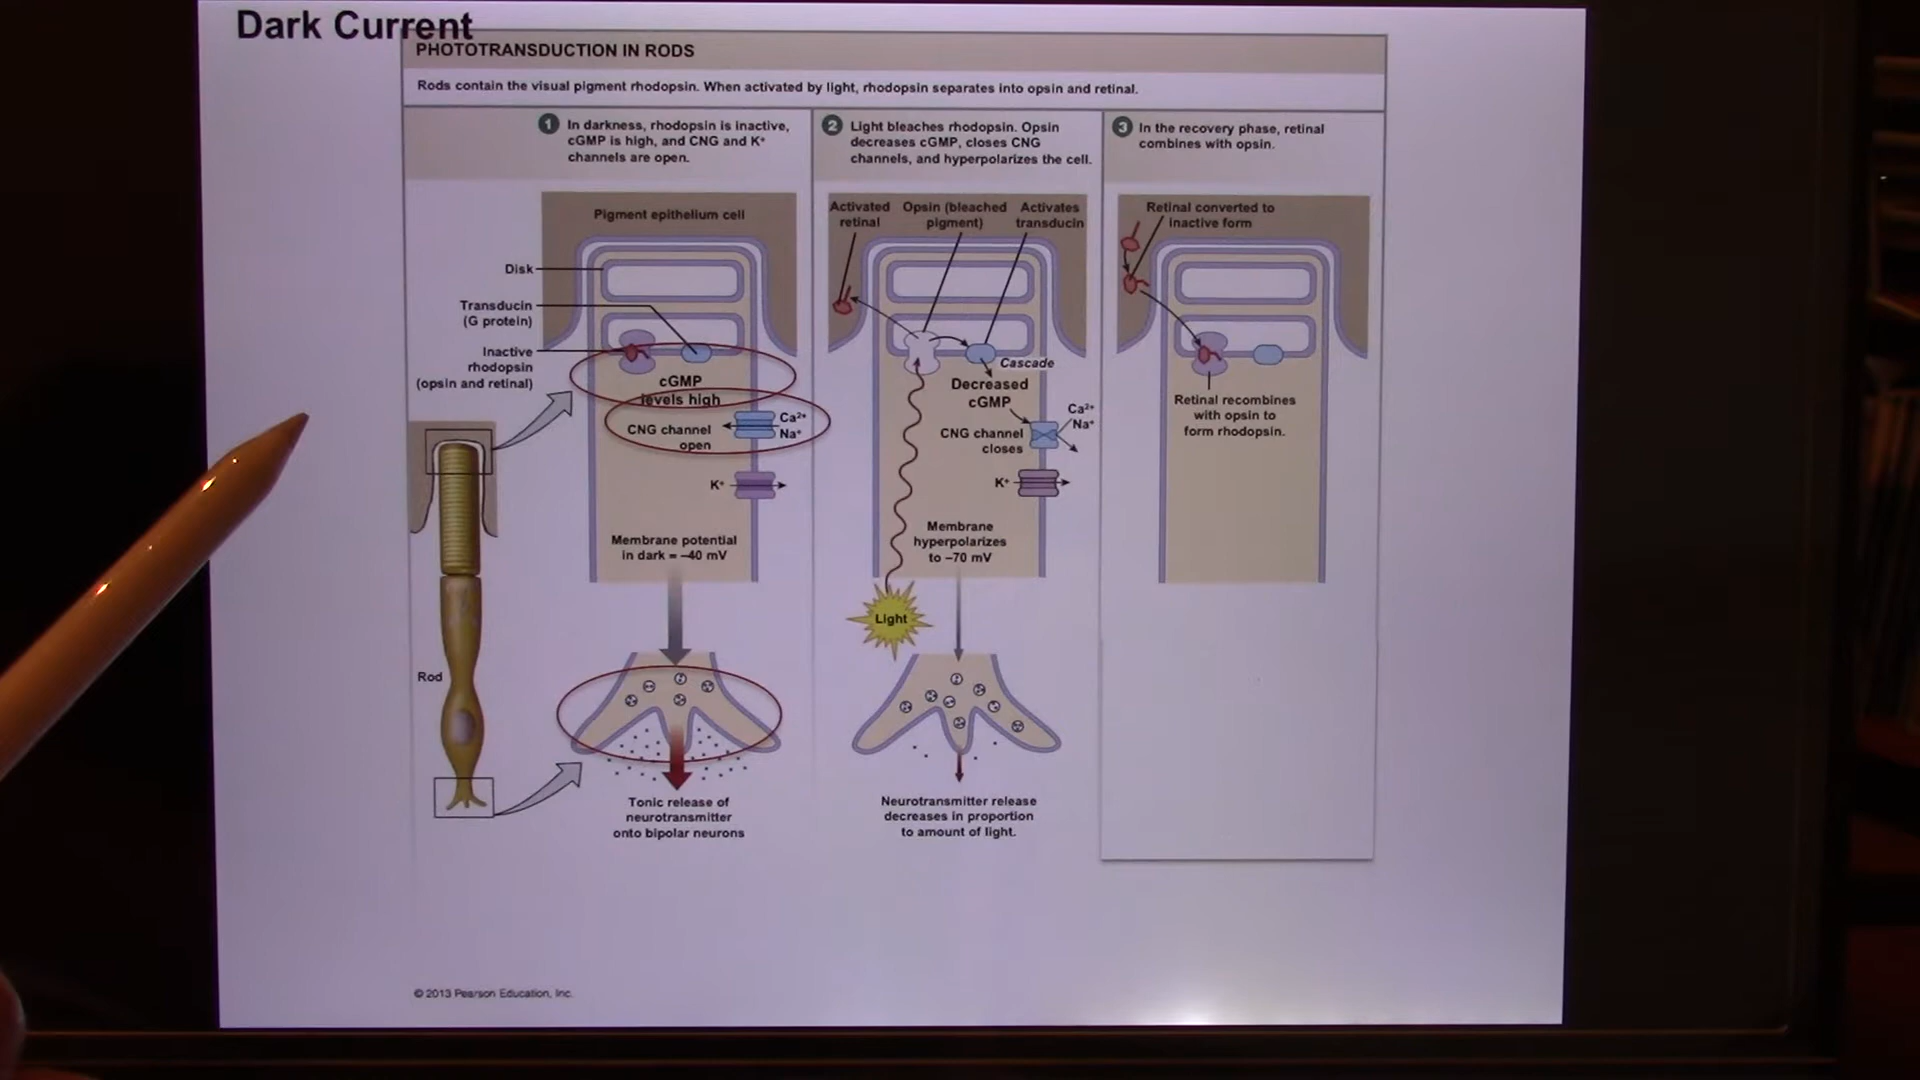 Dark Current
PHOTOTRANSDUCTION IN RODS
Rods contain the visual pigment rhodopsin. When activated by light, rhodopsin separates into opsin and retinal.
1 In darkness, rhodopsin is inactive,
cGMP is high, and CNG and K+
channels are open.
Pigment epithelium cell
Disk
Transducin
(G protein)
Inactive
rhodopsin
(opsin and retinal)
cGMP
levels high
CNG channel
open
Ca²⁺
Na⁺
K⁺
Membrane potential
in dark = –40 mV
Rod
Tonic release of
neurotransmitter
onto bipolar neurons
2 Light bleaches rhodopsin. Opsin
decreases cGMP, closes CNG
channels, and hyperpolarizes the cell.
Activated
retinal
Opsin (bleached
pigment)
Activates
transducin
Cascade
Decreased
cGMP
CNG channel
closes
Ca²⁺
Na⁺
K⁺
Membrane
hyperpolarizes
to –70 mV
Light
Neurotransmitter release
decreases in proportion
to amount of light.
3 In the recovery phase, retinal
combines with opsin.
Retinal converted to
inactive form
Retinal recombines
with opsin to
form rhodopsin.
© 2013 Pearson Education, Inc.